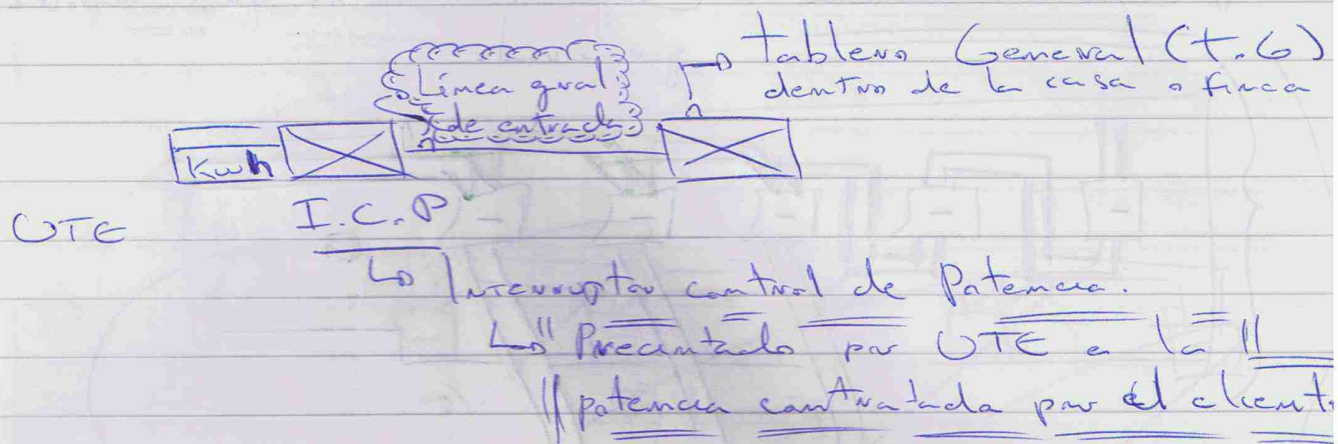 Tablero General (T.G)
dentro de la casa o finca
Línea gral
de entrada
Kwh
UTE
I.C.P
Interruptor control de Potencia.
" Precintado por UTE a la "
" potencia contratada por el client.